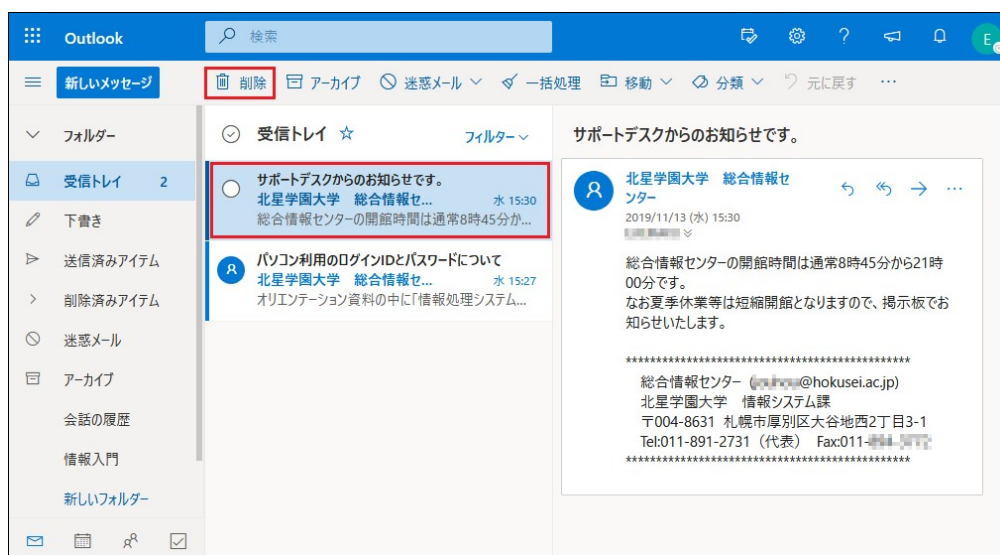 Outlook
検索
E
新しいメッセージ
削除
アーカイブ
迷惑メール
一括処理
移動
分類
元に戻す
フォルダー
受信トレイ 2
下書き
送信済みアイテム
削除済みアイテム
迷惑メール
アーカイブ
会話の履歴
情報入門
新しいフォルダー
受信トレイ
フィルター
サポートデスクからのお知らせです。
北星学園大学 総合情報セ... 水 15:30
総合情報センターの開館時間は通常8時45分か...
パソコン利用のログインIDとパスワードについて
北星学園大学 総合情報セ... 水 15:27
オリエンテーション資料の中に「情報処理システム...
サポートデスクからのお知らせです。
北星学園大学 総合情報セ
ンター
2019/11/13 (水) 15:30
総合情報センターの開館時間は通常8時45分から21時
00分です。
なお夏季休業等は短縮開館となりますので、掲示板でお
知らせいたします。
************************************************
総合情報センター (@hokusei.ac.jp)
北星学園大学 情報システム課
〒004-8631 札幌市厚別区大谷地西2丁目3-1
Tel:011-891-2731（代表） Fax:011-
************************************************